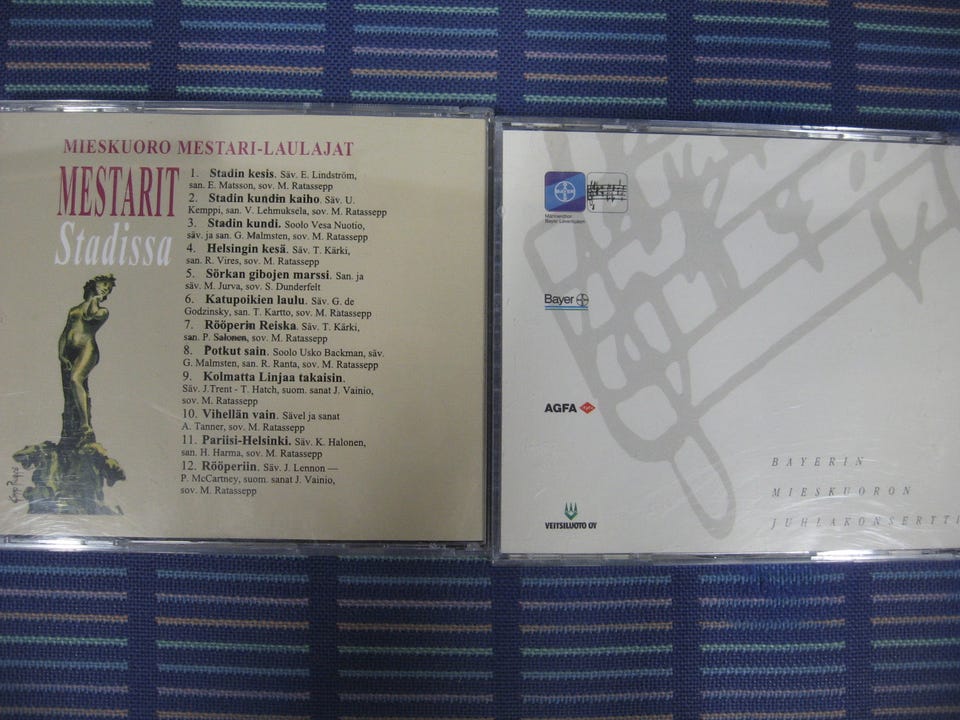 MIESKUORO MESTARI-LAULAJAT
MESTARIT
Stadissa
1. Stadin kesis. Säv. E. Lindström,
san. E. Matsson, sov. M. Ratassepp
2. Stadin kundin kaiho. Säv. U.
Kemppi, san. V. Lehmuksela, sov. M. Ratassepp
3. Stadin kundi. Soolo Vesa Nuotio,
säv. ja san. G. Malmsten, sov. M. Ratassepp
4. Helsingin kesä. Säv. T. Kärki,
san. R. Vires, sov. M. Ratassepp
5. Sörkan gibojen marssi. San. ja
säv. M. Jurva, sov. S. Dunderfelt
6. Katupoikien laulu. Säv. G. de
Godzinsky, san. T. Kartto, sov. M. Ratassepp
7. Rööperin Reiska. Säv. T. Kärki,
san. P. Salonen, sov. M. Ratassepp
8. Potkut sain. Soolo Usko Backman, säv.
G. Malmsten, san. R. Ranta, sov. M. Ratassepp
9. Kolmatta Linjaa takaisin.
Säv. J.Trent - T. Hatch, suom. sanat J. Vainio,
sov. M. Ratassepp
10. Vihellän vain. Sävel ja sanat
A. Tanner, sov. M. Ratassepp
11. Pariisi-Helsinki. Säv. K. Halonen,
san. H. Harma, sov. M. Ratassepp
12. Rööperiin. Säv. J. Lennon —
P. McCartney, suom. sanat J. Vainio,
sov. M. Ratassepp
BAYER
Männerchor
Bayer Leverkusen
Bayer
AGFA
VEITSILUOTO OY
BAYERIN
MIESKUORON
JUHLAKONSERTTI